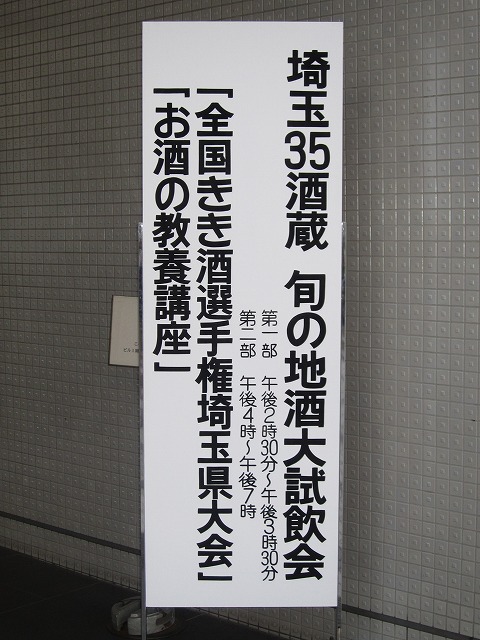 埼玉35酒蔵 旬の地酒大試飲会
第一部 午後2時30分～午後3時30分
第二部 午後4時～午後7時
「全国きき酒選手権埼玉県大会」
「お酒の教養講座」